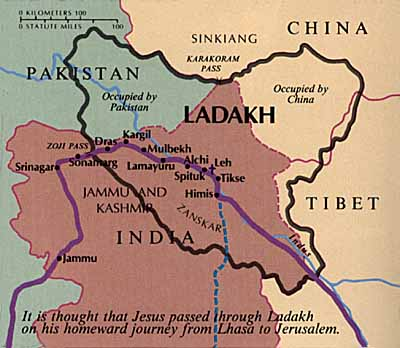 0 KILOMETERS 100
0 STATUTE MILES 100
CHINA
SINKIANG
KARAKORAM
PASS
PAKISTAN
Occupied by
Pakistan
Occupied by
China
LADAKH
ZOJI PASS
Dras
Kargil
Mulbekh
Srinagar
Sonamarg
Lamayuru
Alchi
Leh
Spituk
Tikse
Himis
JAMMU AND
KASHMIR
ZANSKAR
TIBET
INDIA
Indus
Jammu
It is thought that Jesus passed through Ladakh
on his homeward journey from Lhasa to Jerusalem.